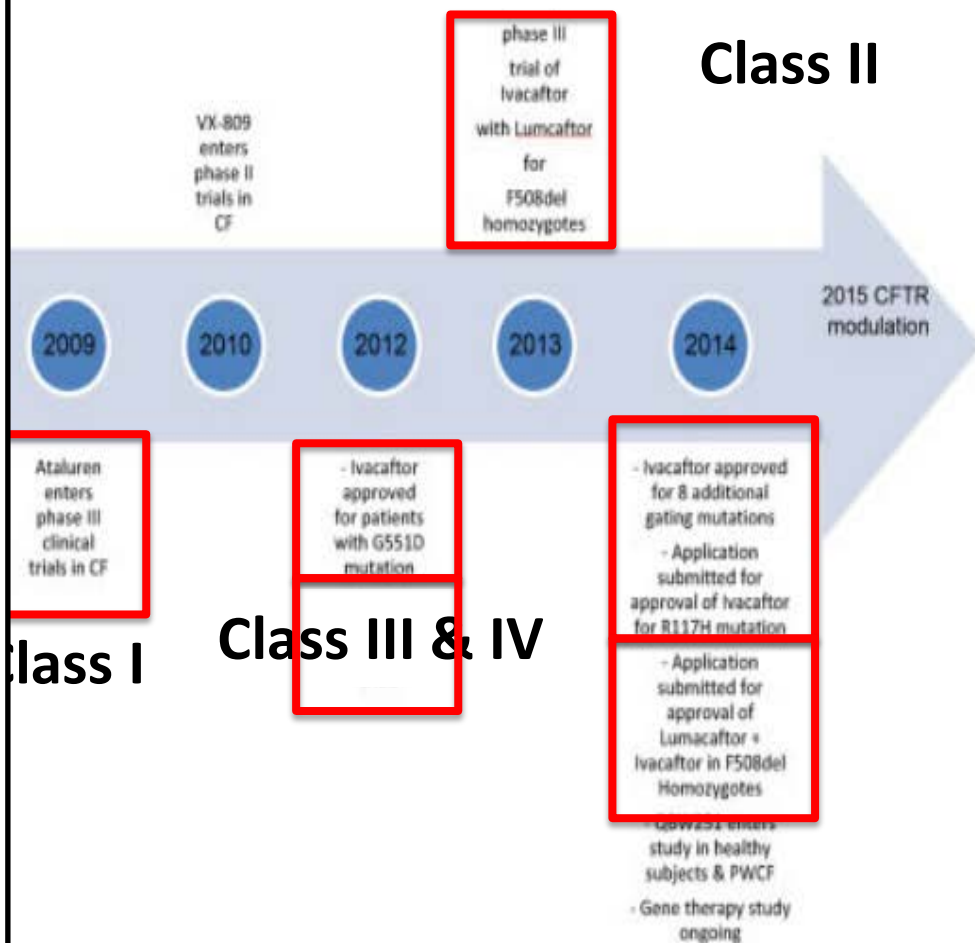 phase III
trial of
Ivacaftor
with Lumcaftor
for
F508del
homozygotes
Class II
VX-809
enters
phase II
trials in
CF
2009
2010
2012
2013
2014
2015 CFTR
modulation
Ataluren
enters
phase III
clinical
trials in CF
lass I
- Ivacaftor
approved
for patients
with G551D
mutation
Class III & IV
- Ivacaftor approved
for 8 additional
gating mutations
- Application
submitted for
approval of Ivacaftor
for R117H mutation
- Application
submitted for
approval of
Lumacaftor +
Ivacaftor in F508del
Homozygotes
- QBW251 enters
study in healthy
subjects & PWCF
- Gene therapy study
ongoing